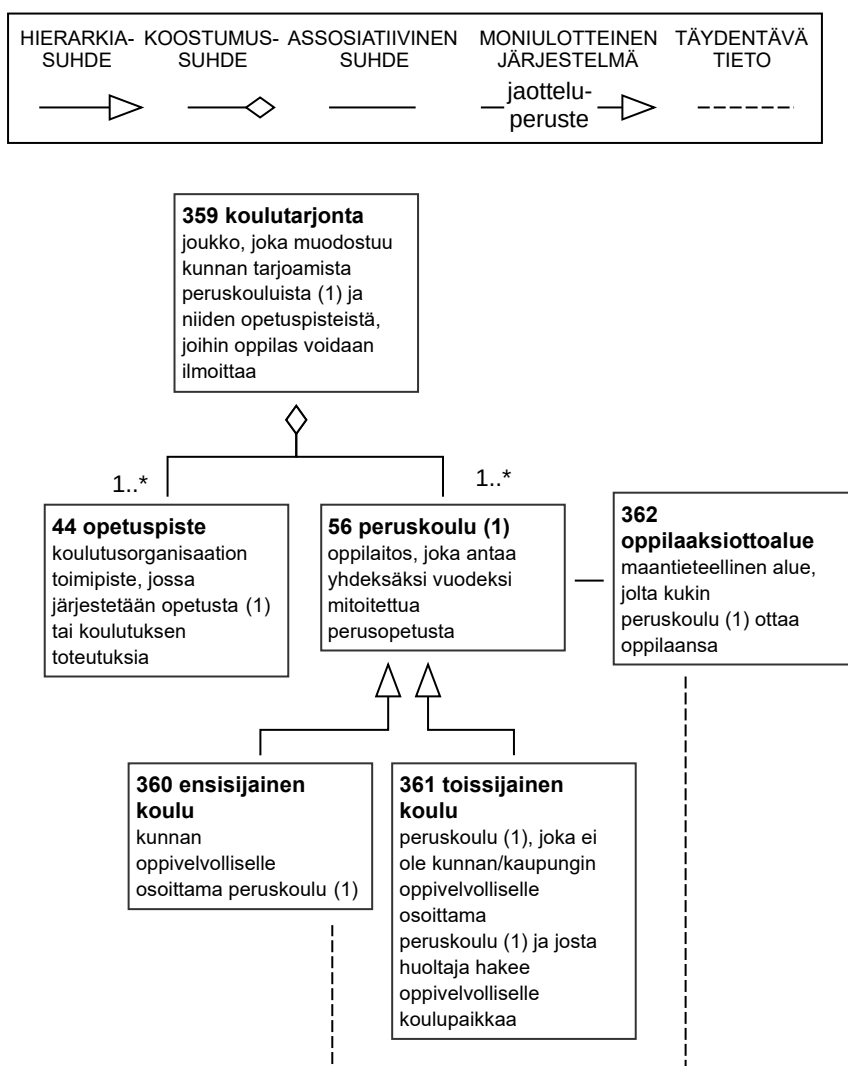 HIERARKIA-
SUHDE
KOOSTUMUS-
SUHDE
ASSOSIATIIVINEN
SUHDE
MONIULOTTEINEN
JÄRJESTELMÄ
TÄYDENTÄVÄ
TIETO
jaottelu-
peruste
359 koulutarjonta
joukko, joka muodostuu
kunnan tarjoamista
peruskouluista (1) ja
niiden opetuspisteistä,
joihin oppilas voidaan
ilmoittaa
1..*
1..*
44 opetuspiste
koulutusorganisaation
toimipiste, jossa
järjestetään opetusta (1)
tai koulutuksen
toteutuksia
56 peruskoulu (1)
oppilaitos, joka antaa
yhdeksäksi vuodeksi
mitoitettua
perusopetusta
362
oppilaaksiottoalue
maantieteellinen alue,
jolta kukin
peruskoulu (1) ottaa
oppilaansa
360 ensisijainen
koulu
kunnan
oppivelvolliselle
osoittama peruskoulu (1)
361 toissijainen
koulu
peruskoulu (1), joka ei
ole kunnan/kaupungin
oppivelvolliselle
osoittama
peruskoulu (1) ja josta
huoltaja hakee
oppivelvolliselle
koulupaikkaa